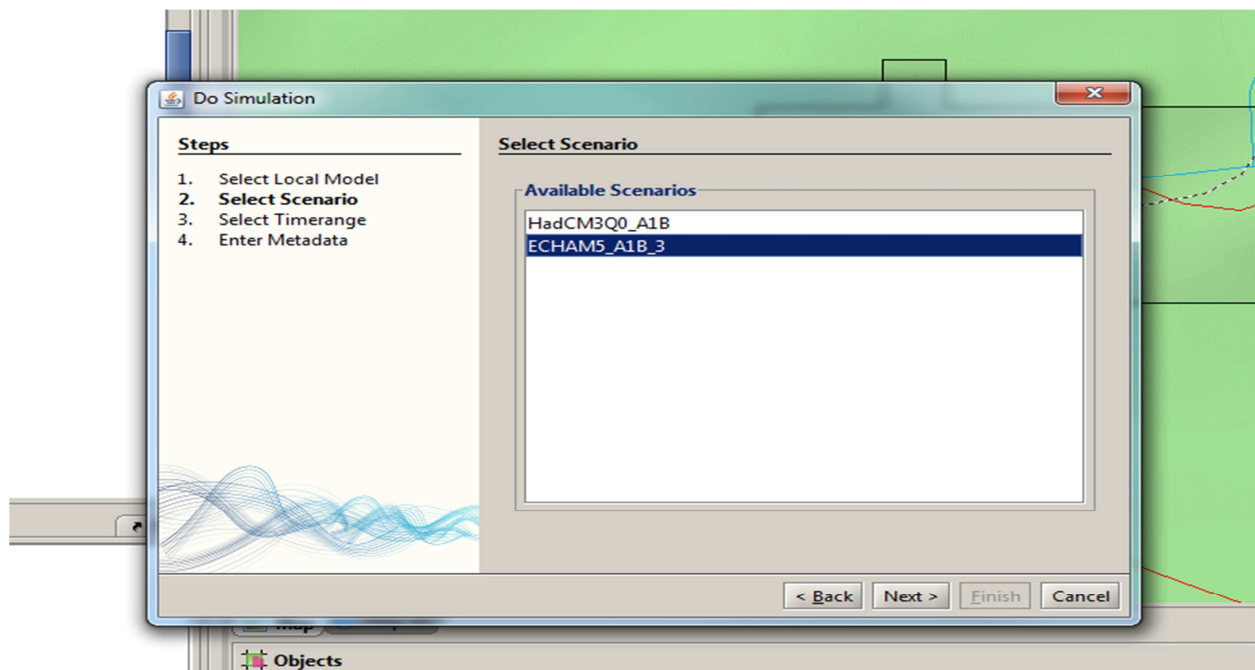 Do Simulation
Steps
1. Select Local Model
2. Select Scenario
3. Select Timerange
4. Enter Metadata
Select Scenario
Available Scenarios
HadCM3Q0_A1B
ECHAM5_A1B_3
< Back
Next >
Finish
Cancel
Map
Objects